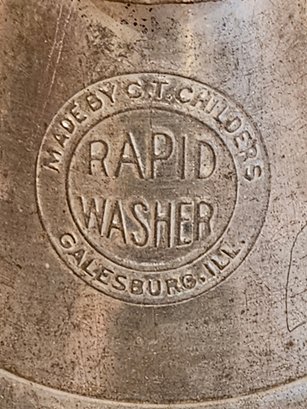 MADE BY C.T. CHILDERS
RAPID
WASHER
GALESBURG, ILL.